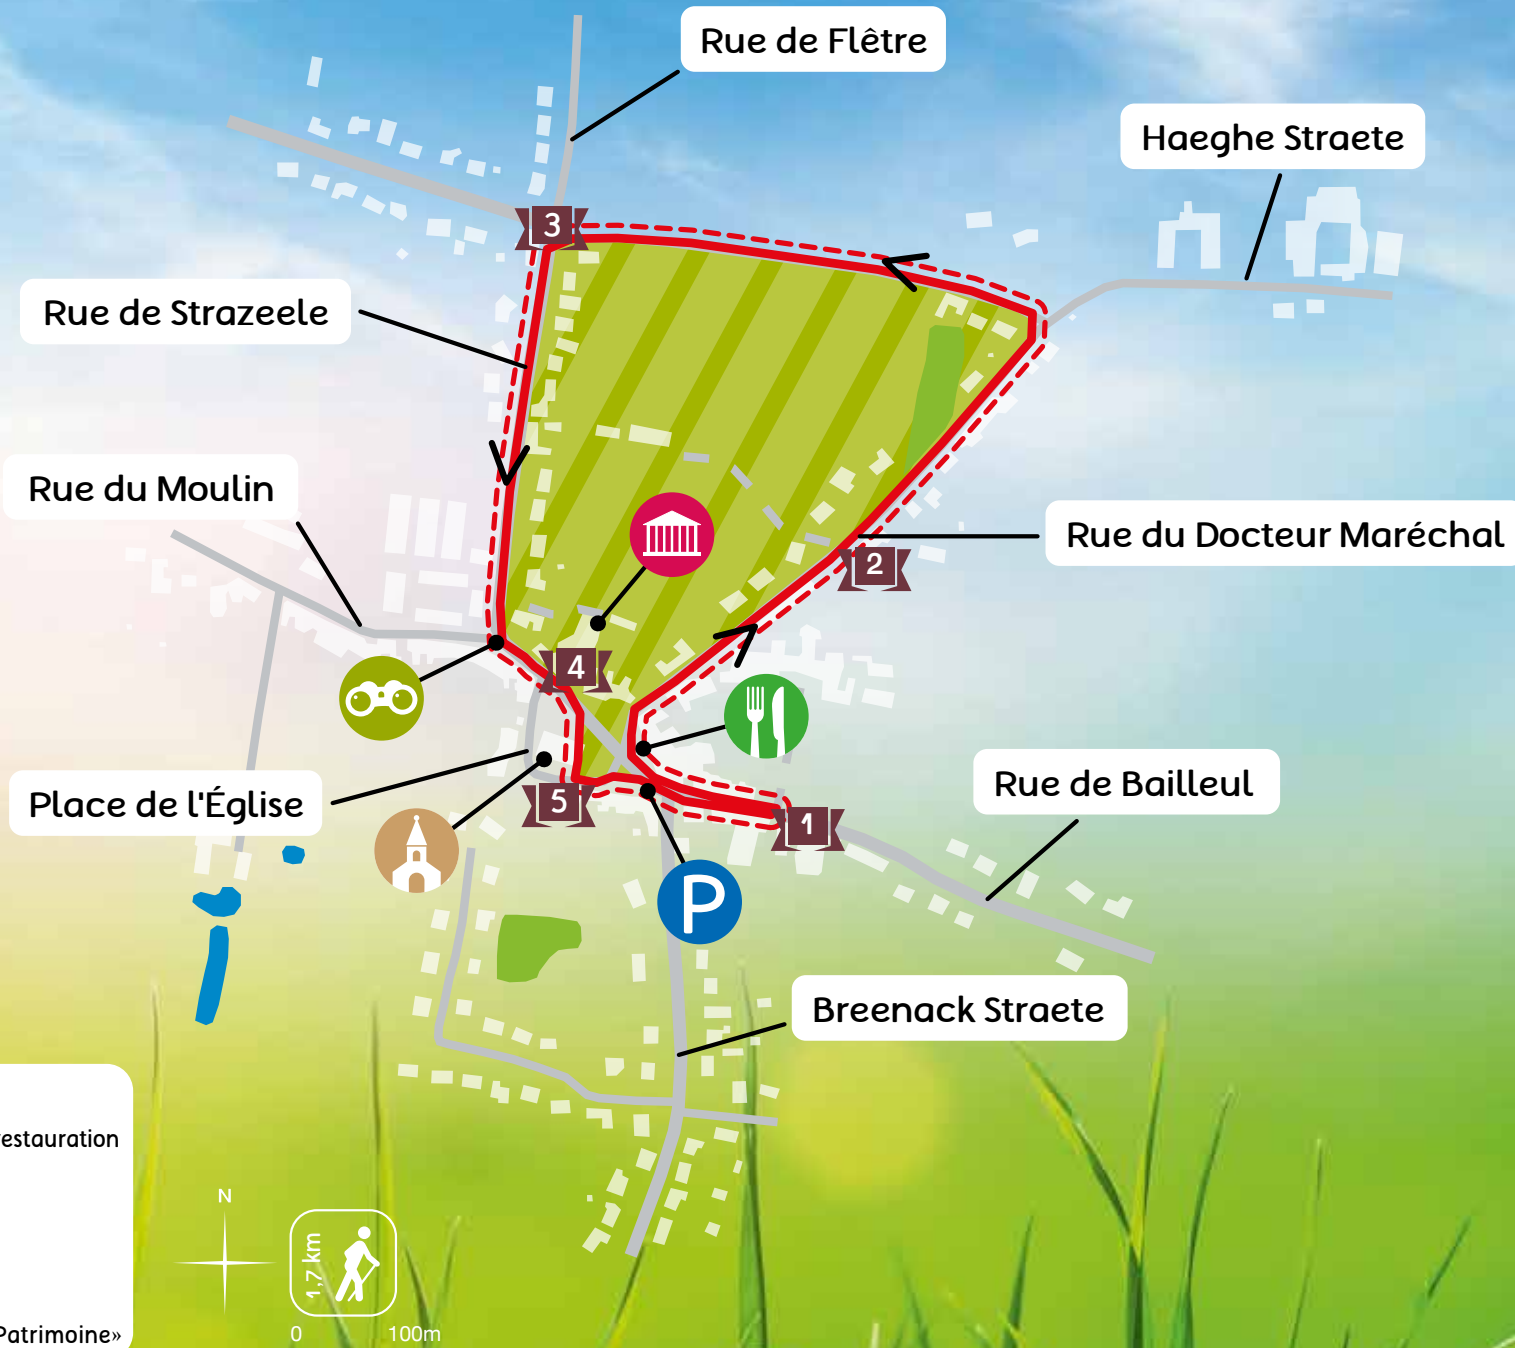 Rue de Flêtre
Haeghe Straete
3
Rue de Strazeele
Rue du Moulin
Rue du Docteur Maréchal
2
4
Place de l'Église
5
1
Rue de Bailleul
P
Breenack Straete
estauration
N
1,7 km
0 100m
Patrimoine»